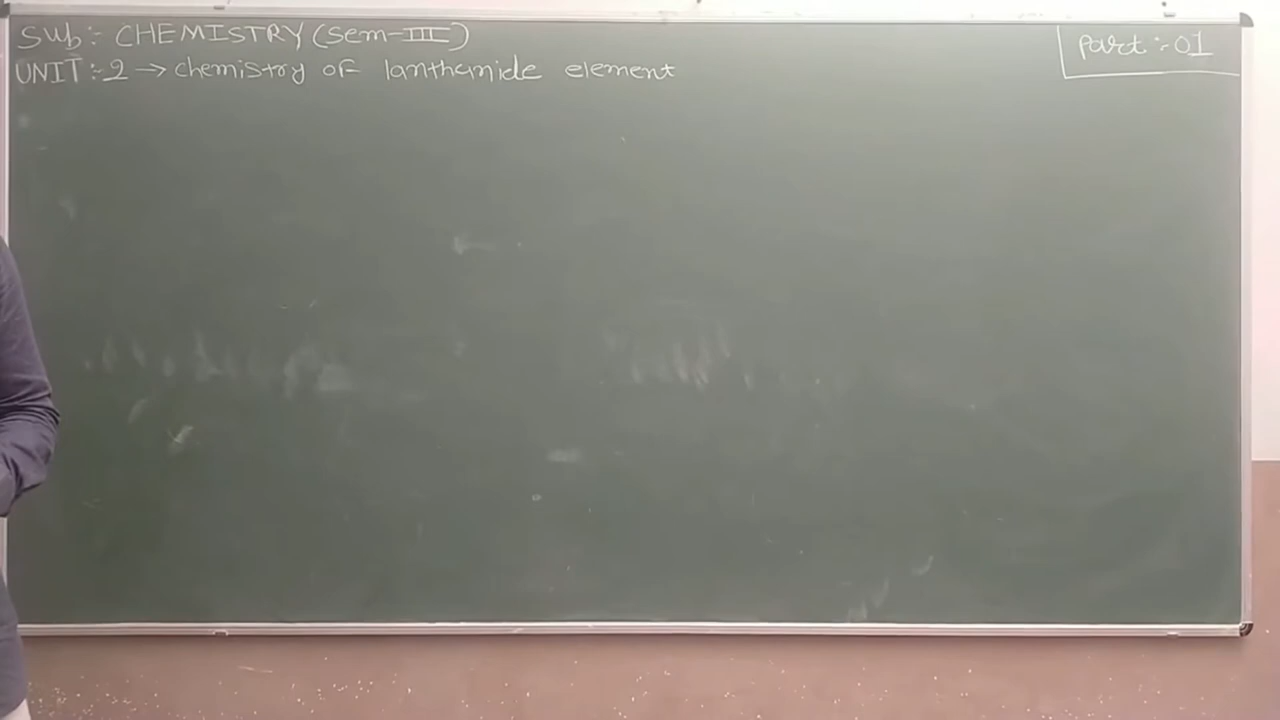 Sub:- CHEMISTRY (Sem-III)
Part:-01
UNIT:-2 → chemistry of lanthanide element